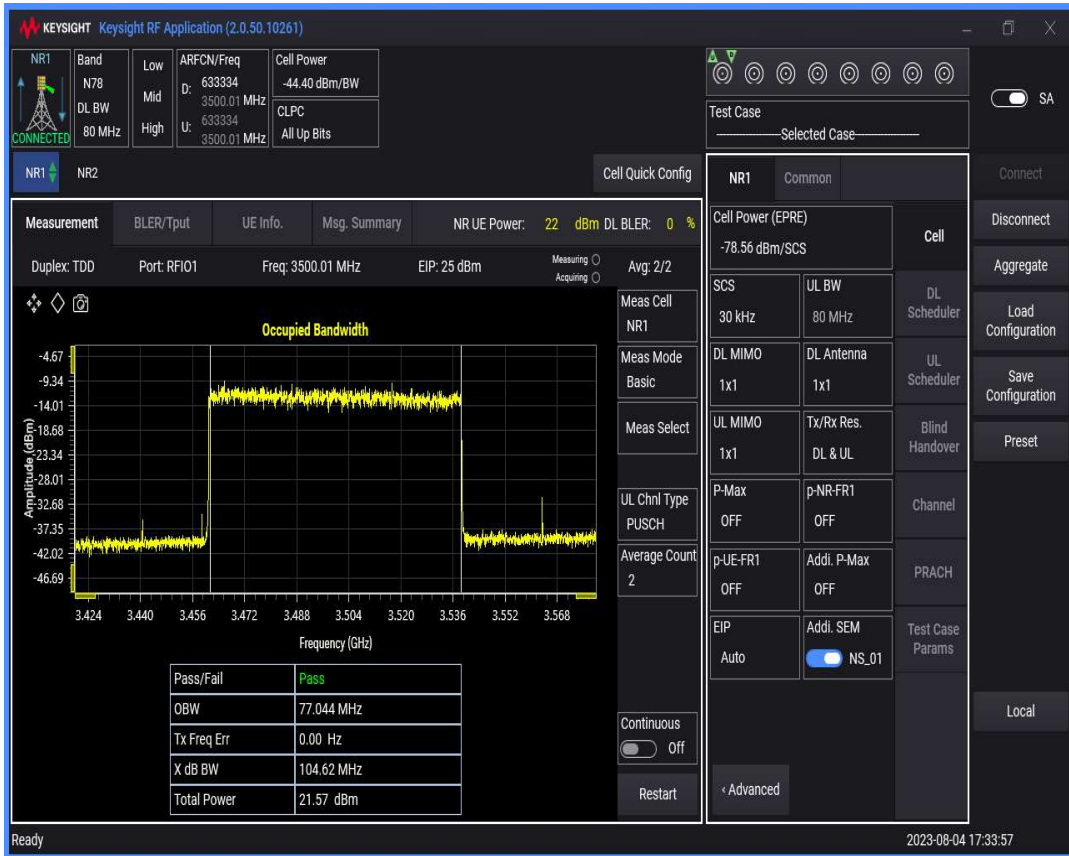 KEYSIGHT Keysight RF Application (2.0.50.10261)
NR1
CONNECTED
Band
N78
DL BW
80 MHz
Low
Mid
High
ARFCN/Freq
D: 633334
3500.01 MHz
U: 633334
3500.01 MHz
Cell Power
-44.40 dBm/BW
CLPC
All Up Bits
Test Case
Selected Case
SA
NR1 NR2 Cell Quick Config
Measurement BLER/Tput UE Info. Msg. Summary NR UE Power: 22 dBm DL BLER: 0 %
Duplex: TDD Port: RFIO1 Freq: 3500.01 MHz EIP: 25 dBm Measuring Acquiring Avg: 2/2
Occupied Bandwidth
Amplitude (dBm)
-4.67
-9.34
-14.01
-18.68
-23.34
-28.01
-32.68
-37.35
-42.02
-46.69
3.424 3.440 3.456 3.472 3.488 3.504 3.520 3.536 3.552 3.568
Frequency (GHz)
Pass/Fail Pass
OBW 77.044 MHz
Tx Freq Err 0.00 Hz
X dB BW 104.62 MHz
Total Power 21.57 dBm
Meas Cell
NR1
Meas Mode
Basic
Meas Select
UL Chnl Type
PUSCH
Average Count
2
Continuous
Off
Restart
NR1 Common
Cell Power (EPRE)
-78.56 dBm/SCS
SCS
30 kHz
UL BW
80 MHz
DL MIMO
1x1
DL Antenna
1x1
UL MIMO
1x1
Tx/Rx Res.
DL & UL
P-Max
OFF
p-NR-FR1
OFF
p-UE-FR1
OFF
Addi. P-Max
OFF
EIP
Auto
Addi. SEM
NS_01
‹ Advanced
Cell
DL
Scheduler
UL
Scheduler
Blind
Handover
Channel
PRACH
Test Case
Params
Connect
Disconnect
Aggregate
Load
Configuration
Save
Configuration
Preset
Local
Ready 2023-08-04 17:33:57